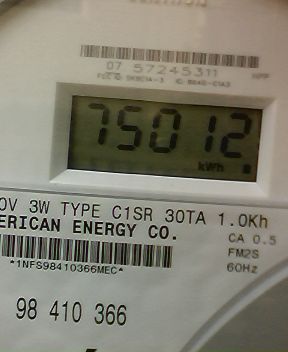 07 57245311
75012
kWh
0V 3W TYPE C1SR 30TA 1.0Kh
ERICAN ENERGY CO.
CA 0.5
FM2S
*1NFS98410366MEC*
60Hz
98 410 366